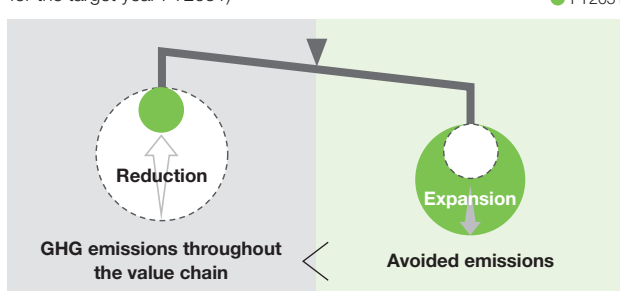 Reduction
Expansion
GHG emissions throughout
the value chain
<
Avoided emissions